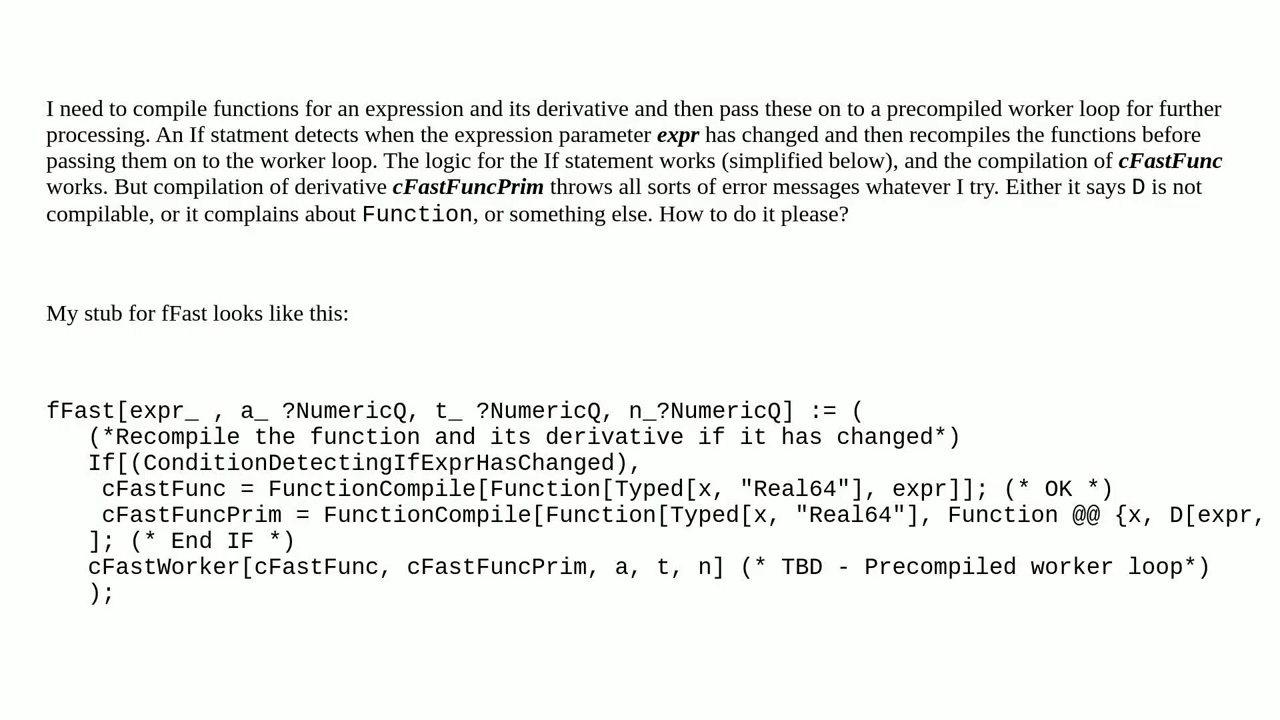 I need to compile functions for an expression and its derivative and then pass these on to a precompiled worker loop for further
processing. An If statment detects when the expression parameter expr has changed and then recompiles the functions before
passing them on to the worker loop. The logic for the If statement works (simplified below), and the compilation of cFastFunc
works. But compilation of derivative cFastFuncPrim throws all sorts of error messages whatever I try. Either it says D is not
compilable, or it complains about Function, or something else. How to do it please?
My stub for fFast looks like this:
fFast[expr_ , a_ ?NumericQ, t_ ?NumericQ, n_?NumericQ] := (
(*Recompile the function and its derivative if it has changed*)
If[(ConditionDetectingIfExprHasChanged),
cFastFunc = FunctionCompile[Function[Typed[x, "Real64"], expr]]; (* OK *)
cFastFuncPrim = FunctionCompile[Function[Typed[x, "Real64"], Function @@ {x, D[expr,
]; (* End IF *)
cFastWorker[cFastFunc, cFastFuncPrim, a, t, n] (* TBD - Precompiled worker loop*)
);